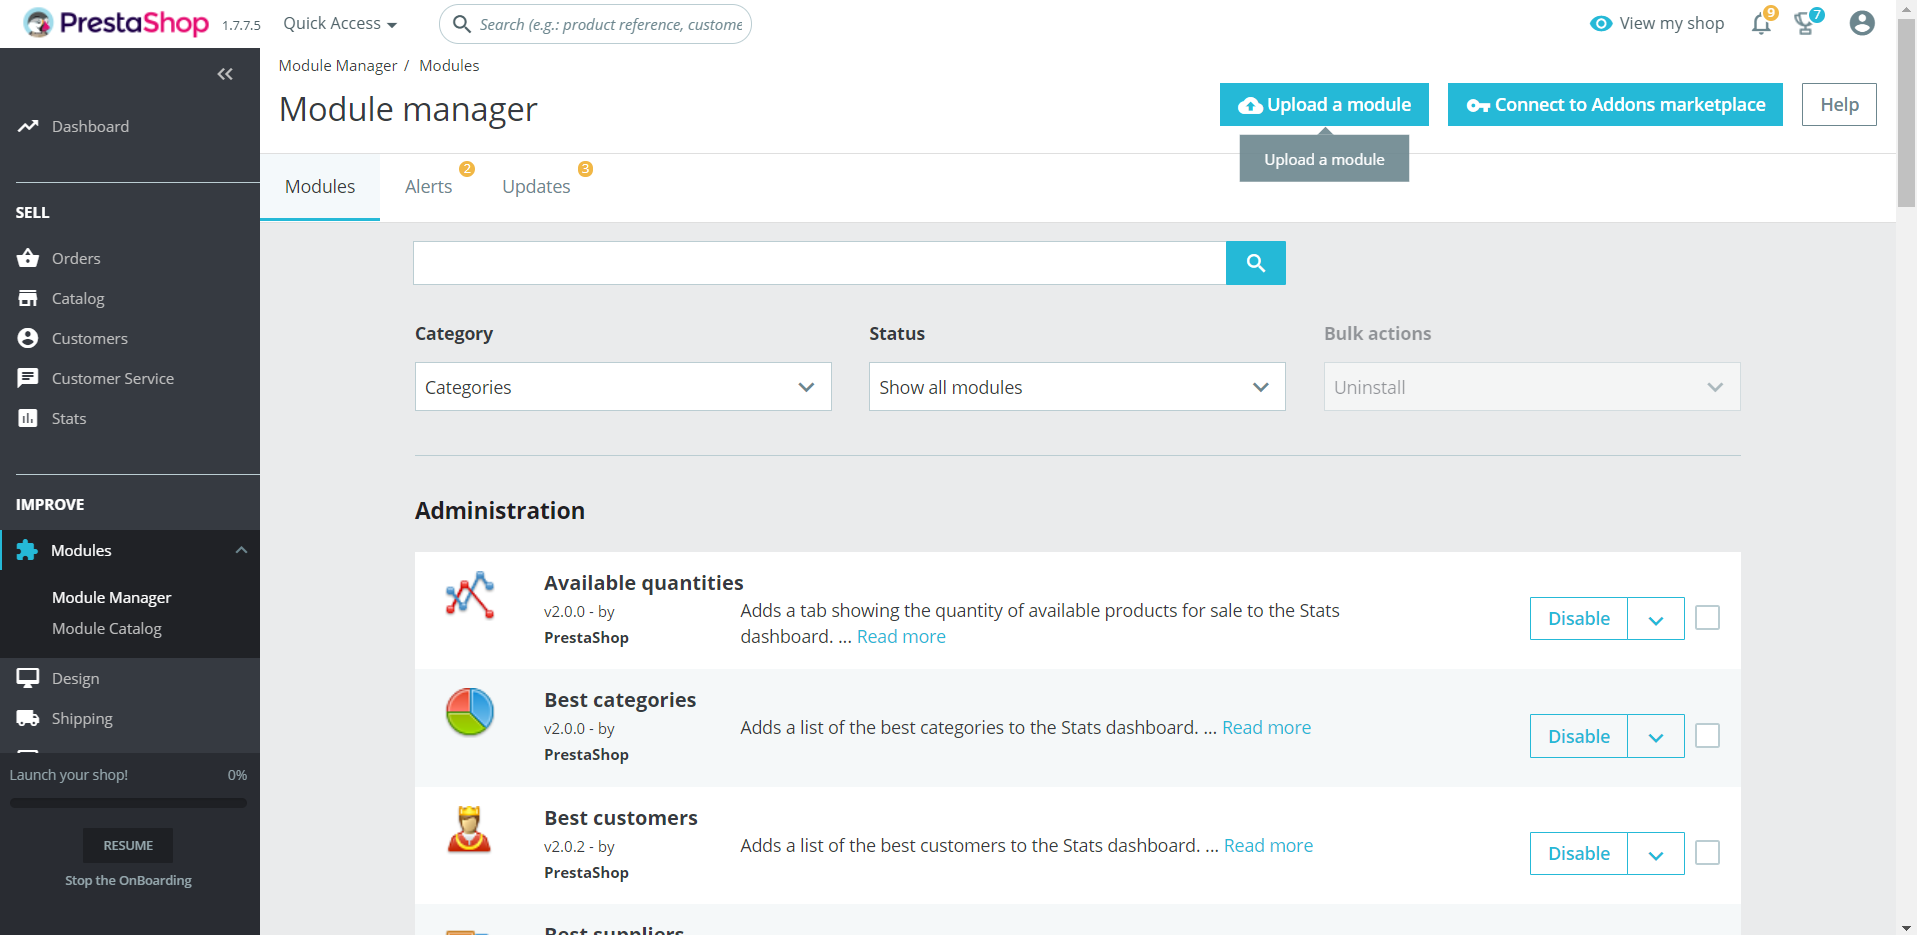 PrestaShop 1.7.7.5 Quick Access Search (e.g.: product reference, custome View my shop 9 7
Module Manager / Modules
Module manager
Upload a module Connect to Addons marketplace Help
Upload a module
Modules Alerts 2 Updates 3
Dashboard
SELL
Orders
Catalog
Customers
Customer Service
Stats
IMPROVE
Modules
Module Manager
Module Catalog
Design
Shipping
Launch your shop! 0%
RESUME
Stop the OnBoarding
Category Status Bulk actions
Categories Show all modules Uninstall
Administration
Available quantities
v2.0.0 - by
PrestaShop
Adds a tab showing the quantity of available products for sale to the Stats
dashboard. ... Read more
Disable
Best categories
v2.0.0 - by
PrestaShop
Adds a list of the best categories to the Stats dashboard. ... Read more
Disable
Best customers
v2.0.2 - by
PrestaShop
Adds a list of the best customers to the Stats dashboard. ... Read more
Disable
Best suppliers